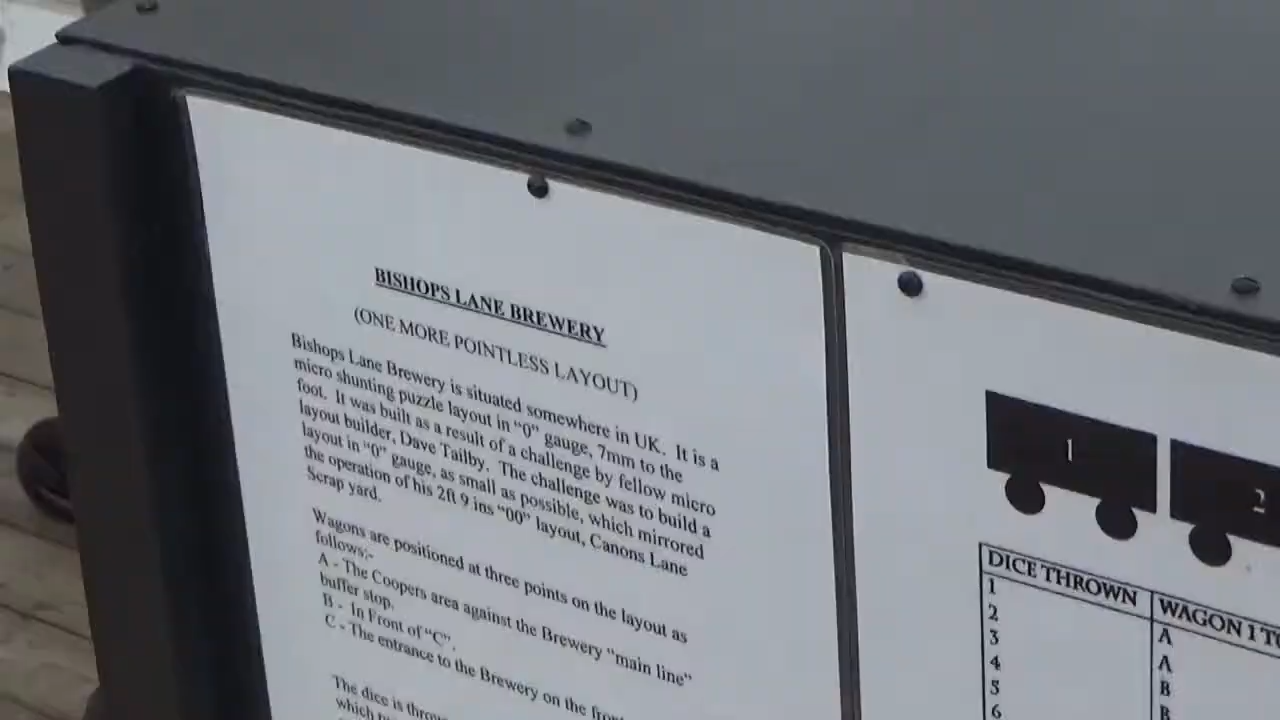 BISHOPS LANE BREWERY
(ONE MORE POINTLESS LAYOUT)
Bishops Lane Brewery is situated somewhere in UK. It is a
micro shunting puzzle layout in "0" gauge, 7mm to the
foot. It was built as a result of a challenge by fellow micro
layout builder, Dave Tailby. The challenge was to build a
layout in "0" gauge, as small as possible, which mirrored
the operation of his 2ft 9 ins "00" layout, Canons Lane
Scrap yard.
Wagons are positioned at three points on the layout as
follows:-
A - The Coopers area against the Brewery "main line"
buffer stop.
B - In Front of "C".
C - The entrance to the Brewery on the
The dice is
which
1
2
DICE THROWN WAGON 1
1
2
3 A
4 A
5 B
6 B